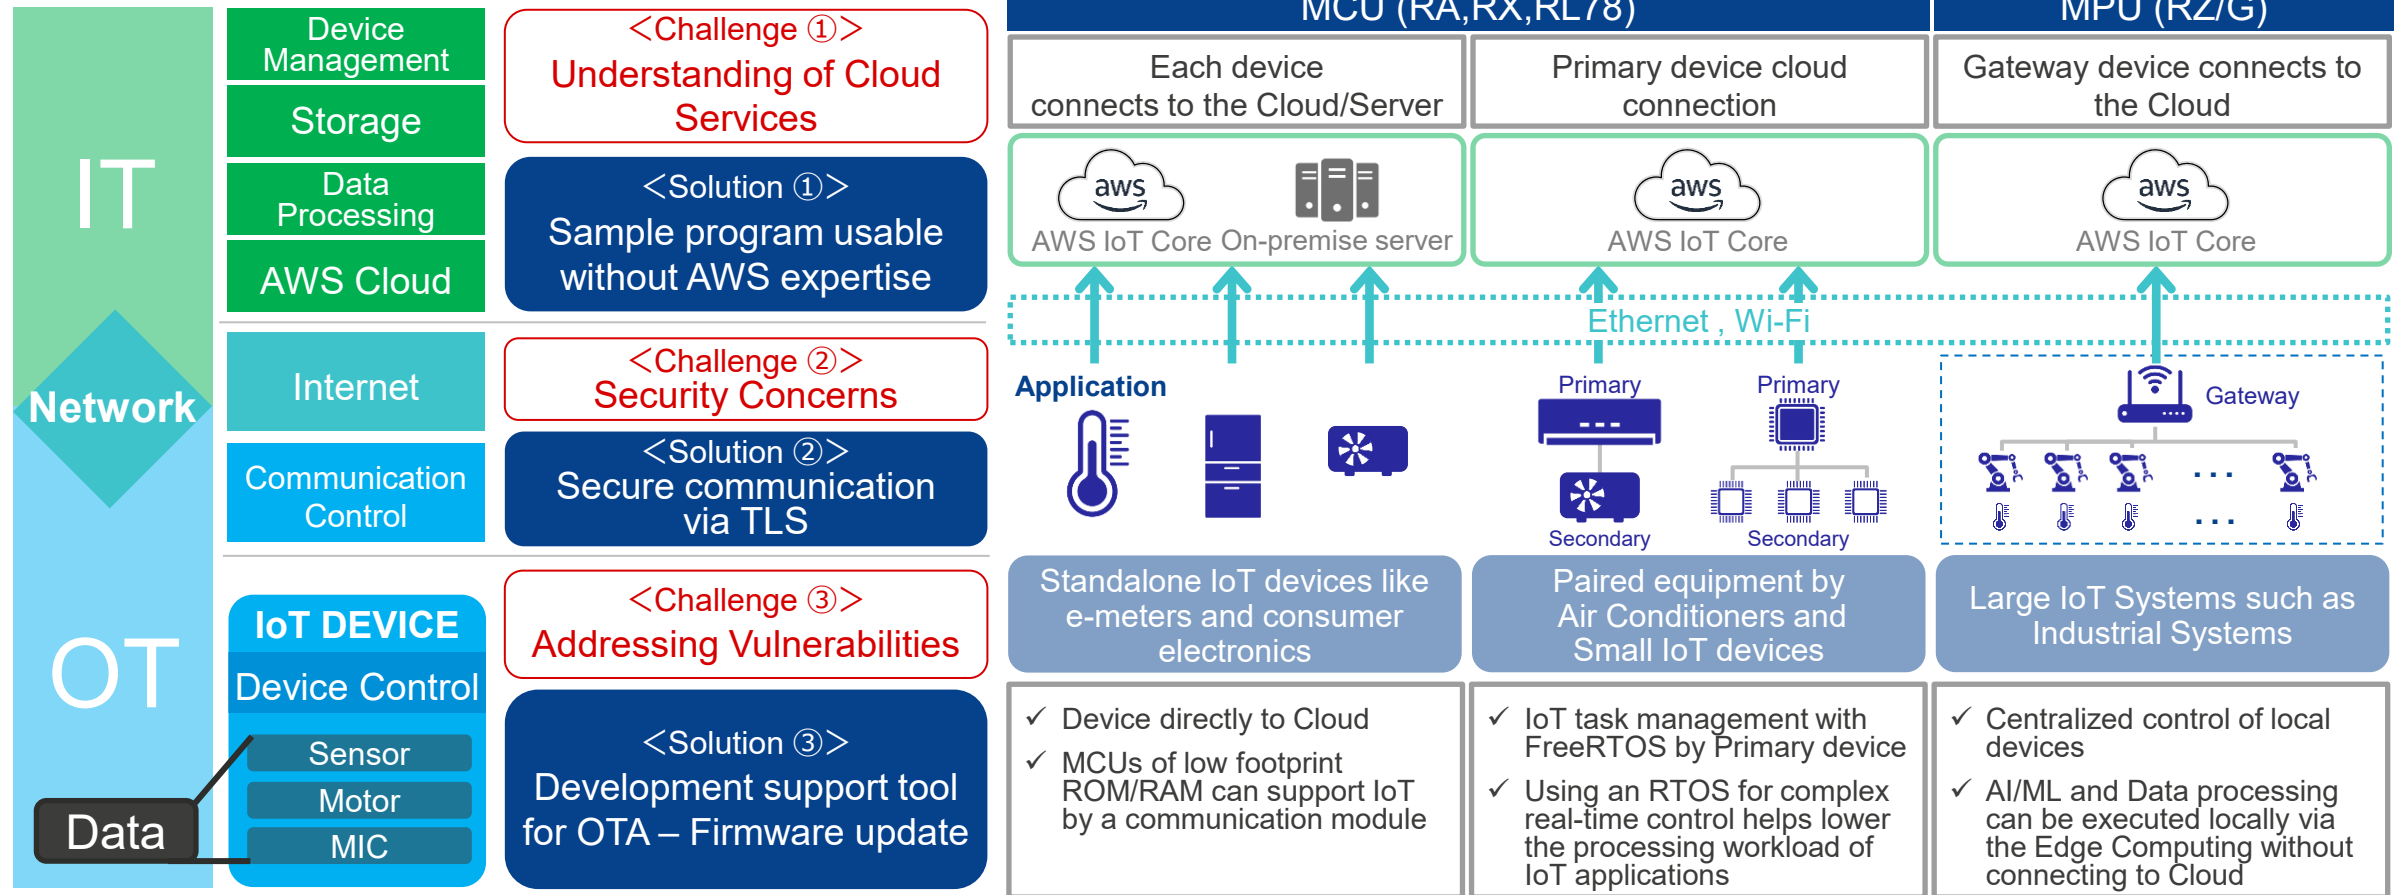 IT
Network
OT
Data
Device
Management
Storage
Data
Processing
AWS Cloud
Internet
Communication
Control
IoT DEVICE
Device Control
Sensor
Motor
MIC
＜Challenge ①＞
Understanding of Cloud
Services
＜Solution ①＞
Sample program usable
without AWS expertise
＜Challenge ②＞
Security Concerns
＜Solution ②＞
Secure communication
via TLS
＜Challenge ③＞
Addressing Vulnerabilities
＜Solution ③＞
Development support tool
for OTA – Firmware update
MCU (RA,RX,RL78)
MPU (RZ/G)
Each device
connects to the Cloud/Server
Primary device cloud
connection
Gateway device connects to
the Cloud
aws
AWS IoT Core
On-premise server
aws
AWS IoT Core
aws
AWS IoT Core
Ethernet , Wi-Fi
Application
Primary
Secondary
Primary
Secondary
Gateway
. . .
. . .
Standalone IoT devices like
e-meters and consumer
electronics
Paired equipment by
Air Conditioners and
Small IoT devices
Large IoT Systems such as
Industrial Systems
✓ Device directly to Cloud
✓ MCUs of low footprint
ROM/RAM can support IoT
by a communication module
✓ IoT task management with
FreeRTOS by Primary device
✓ Using an RTOS for complex
real-time control helps lower
the processing workload of
IoT applications
✓ Centralized control of local
devices
✓ AI/ML and Data processing
can be executed locally via
the Edge Computing without
connecting to Cloud